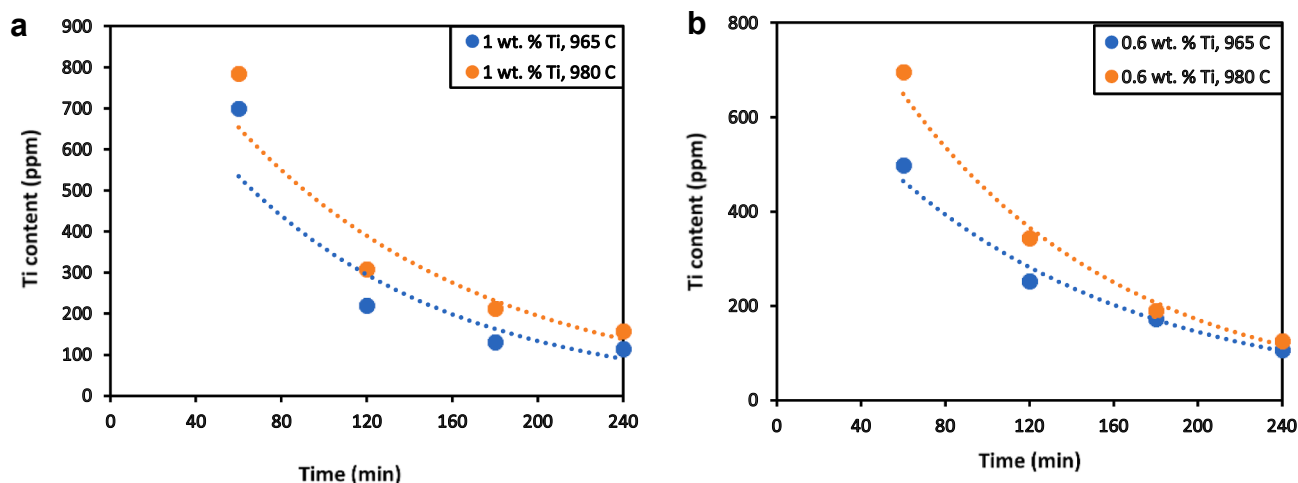 a
900
800
700
600
500
400
300
200
100
0
Ti content (ppm)
0 40 80 120 160 200 240
Time (min)
1 wt. % Ti, 965 C
1 wt. % Ti, 980 C
b
800
600
400
200
0
Ti content (ppm)
0 40 80 120 160 200 240
Time (min)
0.6 wt. % Ti, 965 C
0.6 wt. % Ti, 980 C